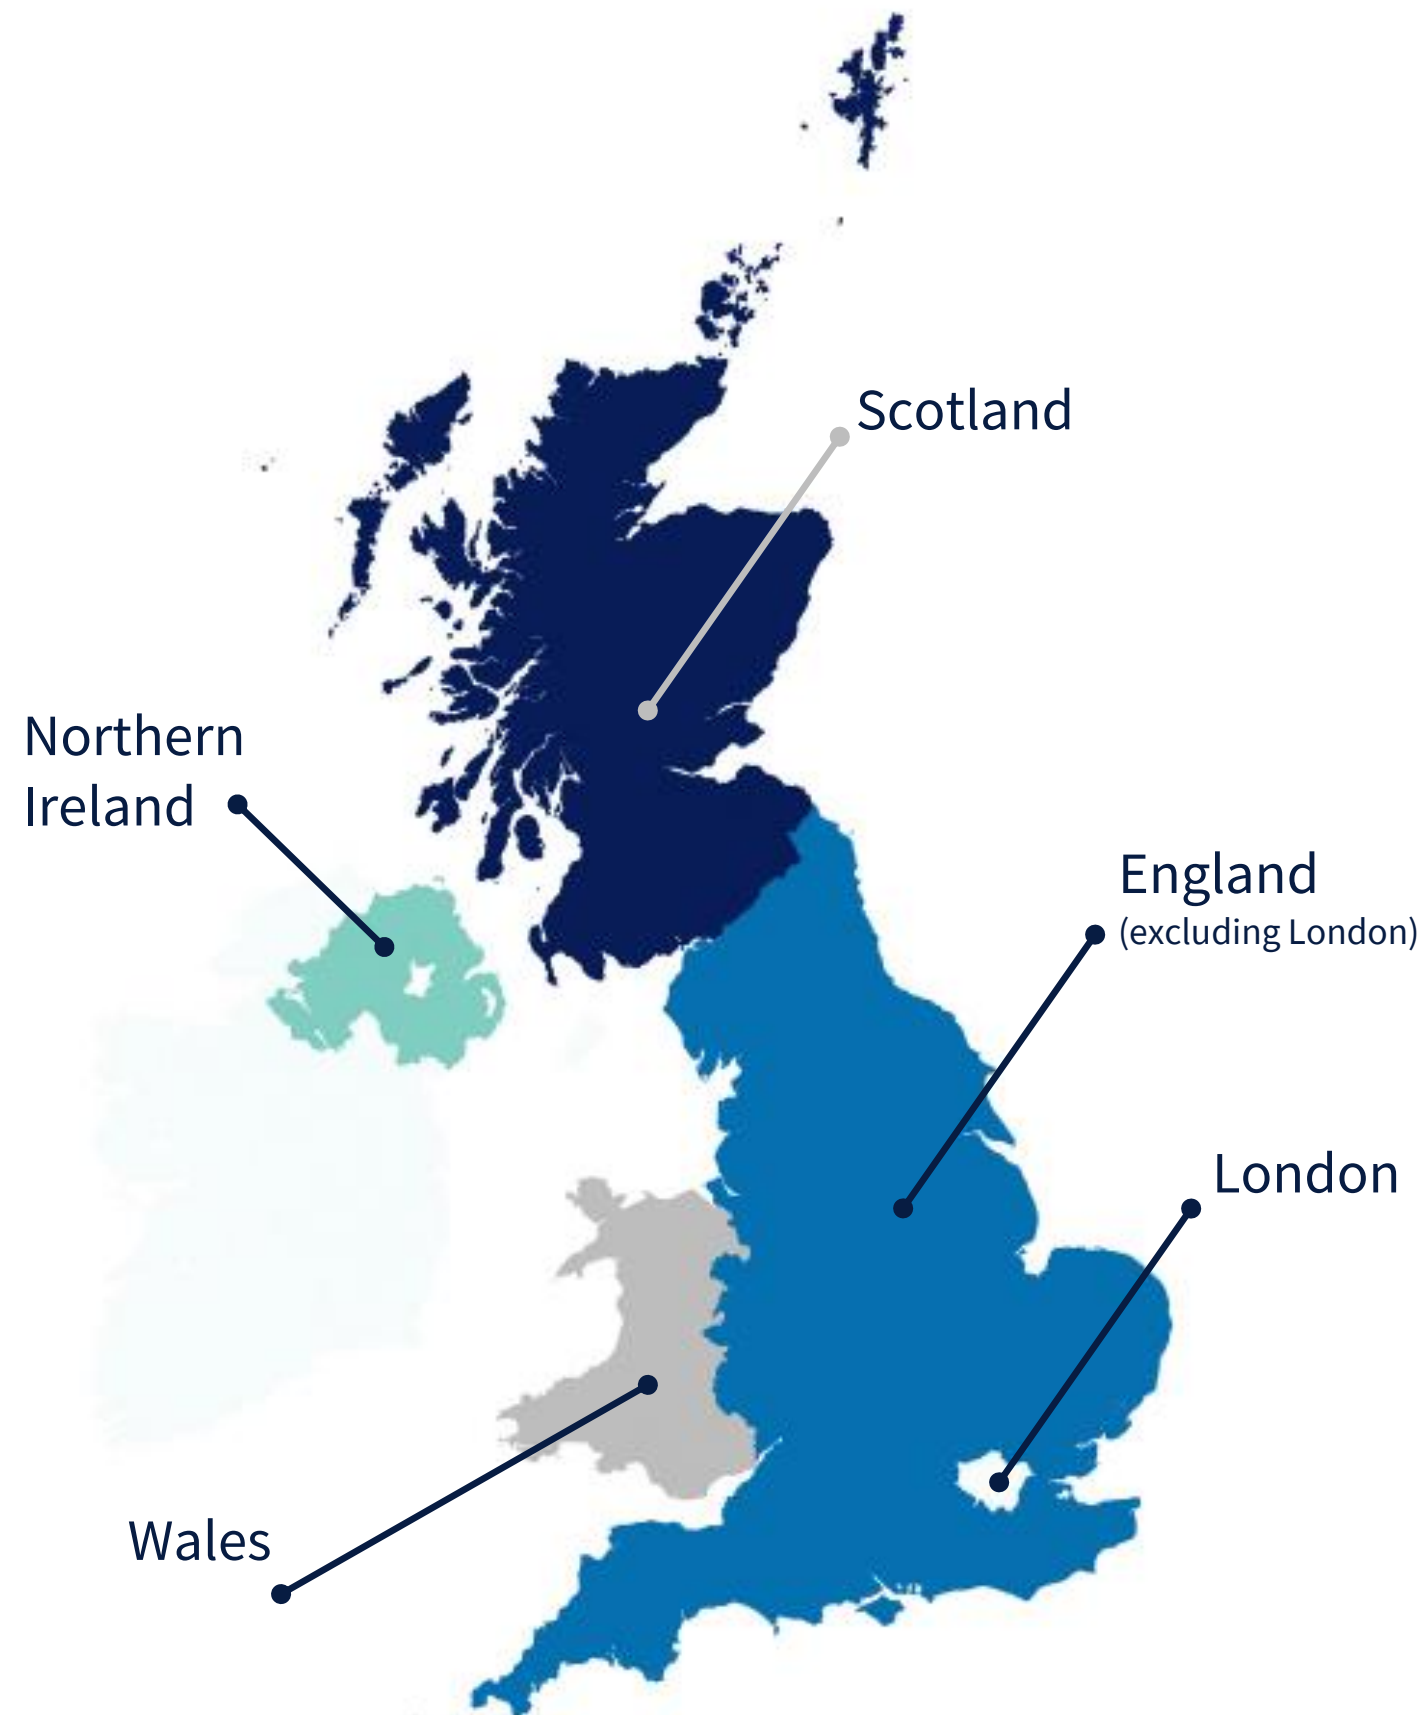 Scotland
Northern
Ireland
England
(excluding London)
London
Wales